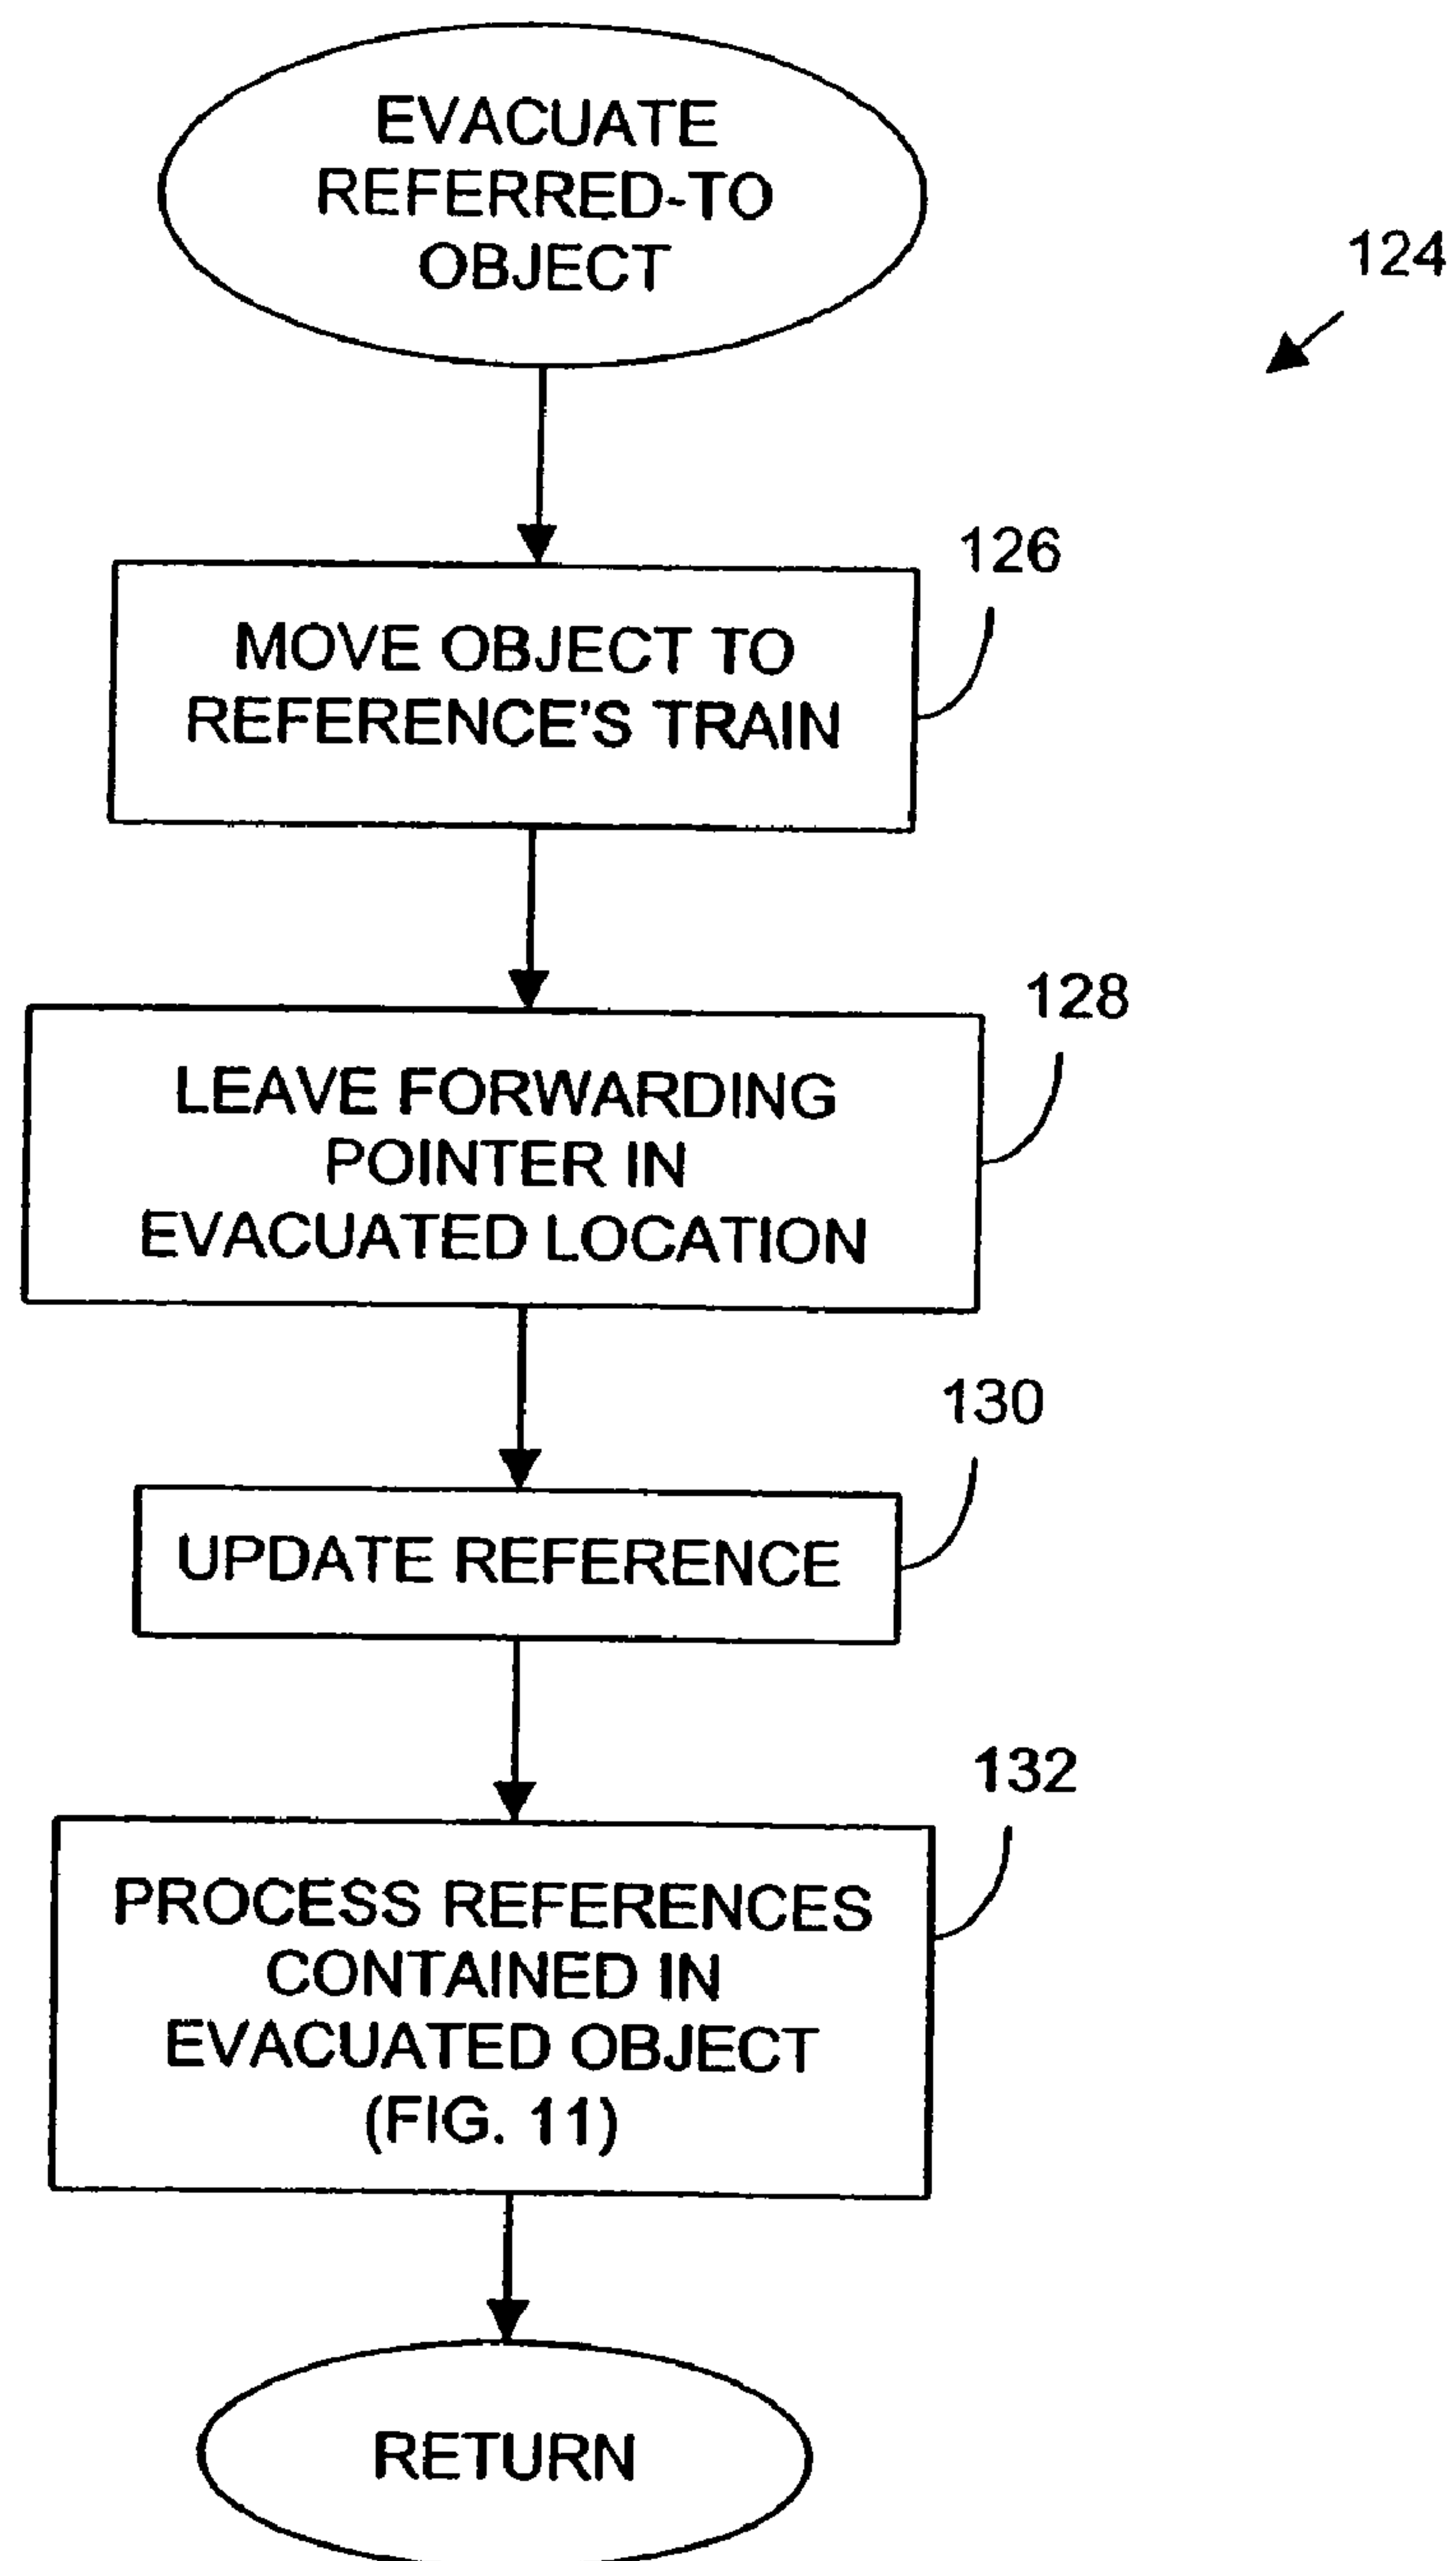 EVACUATE
REFERRED-TO
OBJECT
124
126
MOVE OBJECT TO
REFERENCE'S TRAIN
128
LEAVE FORWARDING
POINTER IN
EVACUATED LOCATION
130
UPDATE REFERENCE
132
PROCESS REFERENCES
CONTAINED IN
EVACUATED OBJECT
(FIG. 11)
RETURN